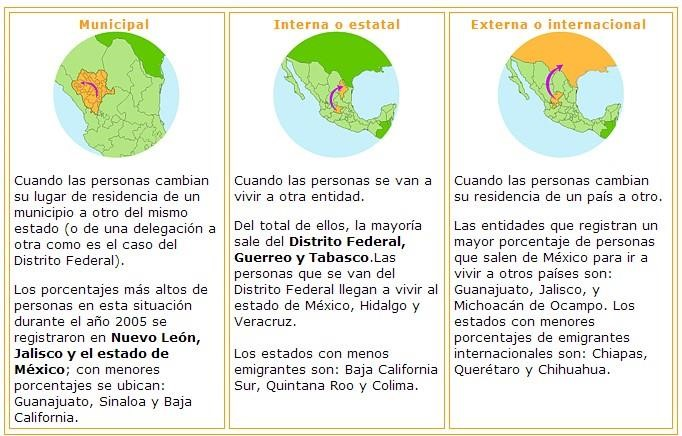 Municipal
Cuando las personas cambian
su lugar de residencia de un
municipio a otro del mismo
estado (o de una delegación a
otra como es el caso del
Distrito Federal).
Los porcentajes más altos de
personas en esta situación
durante el año 2005 se
registraron en Nuevo León,
Jalisco y el estado de
México; con menores
porcentajes se ubican:
Guanajuato, Sinaloa y Baja
California.
Interna o estatal
Cuando las personas se van a
vivir a otra entidad.
Del total de ellos, la mayoría
sale del Distrito Federal,
Guerreo y Tabasco.Las
personas que se van del
Distrito Federal llegan a vivir al
estado de México, Hidalgo y
Veracruz.
Los estados con menos
emigrantes son: Baja California
Sur, Quintana Roo y Colima.
Externa o internacional
Cuando las personas cambian
su residencia de un país a otro.
Las entidades que registran un
mayor porcentaje de personas
que salen de México para ir a
vivir a otros países son:
Guanajuato, Jalisco, y
Michoacán de Ocampo. Los
estados con menores
porcentajes de emigrantes
internacionales son: Chiapas,
Querétaro y Chihuahua.